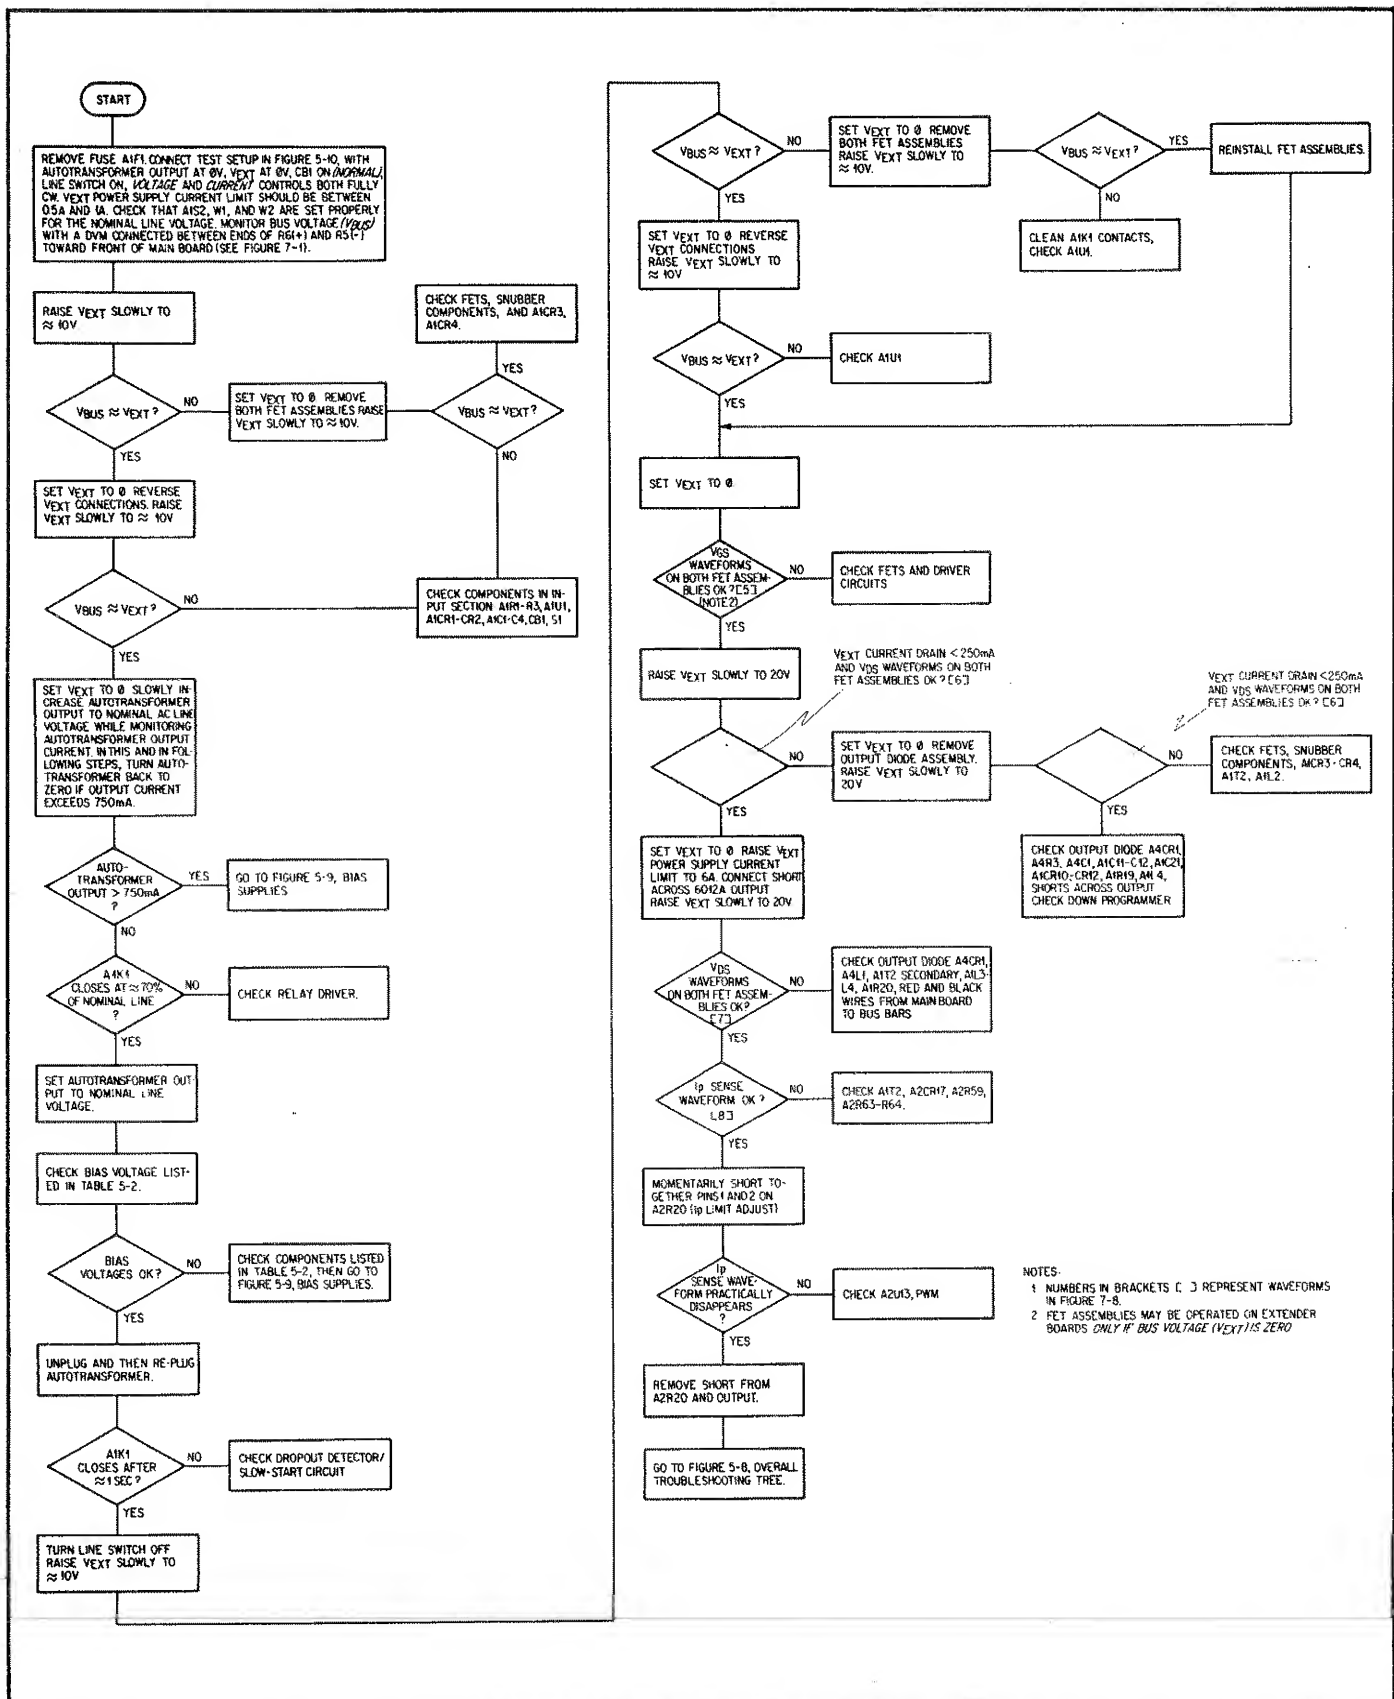 START
REMOVE FUSE A1F1. CONNECT TEST SETUP IN FIGURE 5-10, WITH
AUTOTRANSFORMER OUTPUT AT 0V, VEXT AT 0V, CB1 ON (NORMAL),
LINE SWITCH ON, VOLTAGE AND CURRENT CONTROLS BOTH FULLY
CW. VEXT POWER SUPPLY CURRENT LIMIT SHOULD BE BETWEEN
0.5A AND 1A. CHECK THAT A1S2, W1, AND W2 ARE SET PROPERLY
FOR THE NOMINAL LINE VOLTAGE. MONITOR BUS VOLTAGE (VBUS)
WITH A DVM CONNECTED BETWEEN ENDS OF R6(+) AND R5(-)
TOWARD FRONT OF MAIN BOARD (SEE FIGURE 7-1).
RAISE VEXT SLOWLY TO
≈ 10V
VBUS ≈ VEXT?
NO
YES
SET VEXT TO 0 REMOVE
BOTH FET ASSEMBLIES RAISE
VEXT SLOWLY TO ≈ 10V.
VBUS ≈ VEXT?
YES
NO
CHECK FETS, SNUBBER
COMPONENTS, AND A1CR3,
A1CR4.
SET VEXT TO 0 REVERSE
VEXT CONNECTIONS. RAISE
VEXT SLOWLY TO ≈ 10V
VBUS ≈ VEXT?
NO
YES
CHECK COMPONENTS IN IN-
PUT SECTION A1R1-R3, A1U1,
A1CR1-CR2, A1C1-C4, CB1, S1
SET VEXT TO 0 SLOWLY IN-
CREASE AUTOTRANSFORMER
OUTPUT TO NOMINAL AC LINE
VOLTAGE WHILE MONITORING
AUTOTRANSFORMER OUTPUT
CURRENT. IN THIS AND IN FOL-
LOWING STEPS, TURN AUTO-
TRANSFORMER BACK TO
ZERO IF OUTPUT CURRENT
EXCEEDS 750mA.
AUTO-
TRANSFORMER
OUTPUT > 750mA
?
YES
NO
GO TO FIGURE 5-9, BIAS
SUPPLIES
A1K1
CLOSES AT ≈ 70%
OF NOMINAL LINE
?
NO
YES
CHECK RELAY DRIVER.
SET AUTOTRANSFORMER OUT-
PUT TO NOMINAL LINE
VOLTAGE.
CHECK BIAS VOLTAGE LIST-
ED IN TABLE 5-2.
BIAS
VOLTAGES OK?
NO
YES
CHECK COMPONENTS LISTED
IN TABLE 5-2, THEN GO TO
FIGURE 5-9, BIAS SUPPLIES.
UNPLUG AND THEN RE-PLUG
AUTOTRANSFORMER.
A1K1
CLOSES AFTER
≈ 1 SEC?
NO
YES
CHECK DROPOUT DETECTOR/
SLOW-START CIRCUIT
TURN LINE SWITCH OFF
RAISE VEXT SLOWLY TO
≈ 10V
VBUS ≈ VEXT?
NO
YES
SET VEXT TO 0 REMOVE
BOTH FET ASSEMBLIES
RAISE VEXT SLOWLY TO
≈ 10V.
VBUS ≈ VEXT?
YES
NO
REINSTALL FET ASSEMBLIES.
CLEAN A1K1 CONTACTS,
CHECK A1U1.
SET VEXT TO 0 REVERSE
VEXT CONNECTIONS
RAISE VEXT SLOWLY TO
≈ 10V
VBUS ≈ VEXT?
NO
YES
CHECK A1U1
SET VEXT TO 0
VGS
WAVEFORMS
ON BOTH FET ASSEM-
BLIES OK? [5]
(NOTE 2)
NO
YES
CHECK FETS AND DRIVER
CIRCUITS
RAISE VEXT SLOWLY TO 20V
VEXT CURRENT DRAIN < 250mA
AND VDS WAVEFORMS ON BOTH
FET ASSEMBLIES OK? [6]
NO
YES
SET VEXT TO 0 REMOVE
OUTPUT DIODE ASSEMBLY.
RAISE VEXT SLOWLY TO
20V
VEXT CURRENT DRAIN <250mA
AND VDS WAVEFORMS ON BOTH
FET ASSEMBLIES OK? [6]
NO
YES
CHECK FETS, SNUBBER
COMPONENTS, A1CR3-CR4,
A1T2, A1L2.
CHECK OUTPUT DIODE A4CR1,
A4R3, A4C1, A1C11-C12, A1C21,
A1CR10-CR12, A1R19, A1L4,
SHORTS ACROSS OUTPUT
CHECK DOWN PROGRAMMER
SET VEXT TO 0 RAISE VEXT
POWER SUPPLY CURRENT
LIMIT TO 6A. CONNECT SHORT
ACROSS 6012A OUTPUT
RAISE VEXT SLOWLY TO 20V
VDS
WAVEFORMS
ON BOTH FET ASSEM-
BLIES OK?
[7]
NO
YES
CHECK OUTPUT DIODE A4CR1,
A4L1, A1T2 SECONDARY, A1L3-
L4, A1R20, RED AND BLACK
WIRES FROM MAIN BOARD
TO BUS BARS
Ip SENSE
WAVEFORM OK?
[8]
NO
YES
CHECK A1T2, A2CR17, A2R59,
A2R63-R64.
MOMENTARILY SHORT TO-
GETHER PINS 1 AND 2 ON
A2R20 (Ip LIMIT ADJUST)
Ip
SENSE WAVE-
FORM PRACTICALLY
DISAPPEARS
?
NO
YES
CHECK A2U13, PWM
REMOVE SHORT FROM
A2R20 AND OUTPUT.
GO TO FIGURE 5-8, OVERALL
TROUBLESHOOTING TREE.
NOTES:
1 NUMBERS IN BRACKETS [ ] REPRESENT WAVEFORMS
IN FIGURE 7-8.
2 FET ASSEMBLIES MAY BE OPERATED ON EXTENDER
BOARDS ONLY IF BUS VOLTAGE (VEXT) IS ZERO